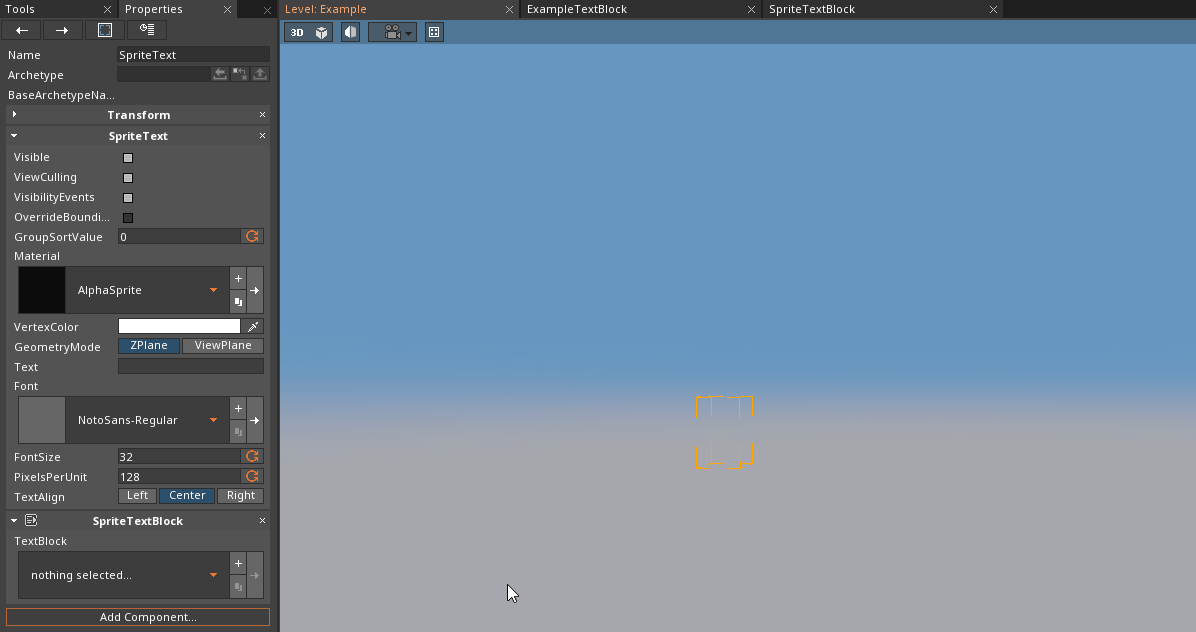 Tools
Properties
Level: Example
ExampleTextBlock
SpriteTextBlock
3D
Name SpriteText
Archetype
BaseArchetypeNa...
Transform
SpriteText
Visible
ViewCulling
VisibilityEvents
OverrideBoundi...
GroupSortValue 0
Material
AlphaSprite
VertexColor
GeometryMode ZPlane ViewPlane
Text
Font
NotoSans-Regular
FontSize 32
PixelsPerUnit 128
TextAlign Left Center Right
SpriteTextBlock
TextBlock
nothing selected...
Add Component...